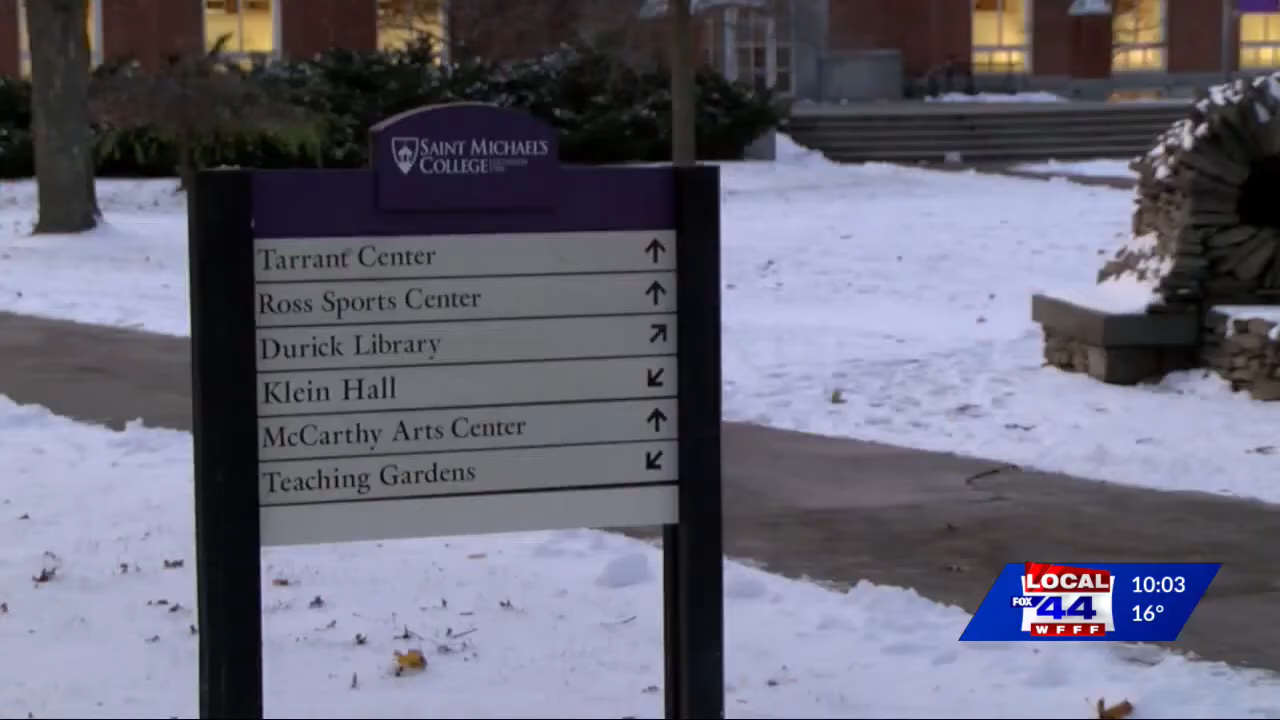 SAINT MICHAEL'S
COLLEGE
Tarrant Center ↑
Ross Sports Center ↑
Durick Library ↗
Klein Hall ↙
McCarthy Arts Center ↑
Teaching Gardens ↙
LOCAL
FOX 44
WFFF
10:03
16°